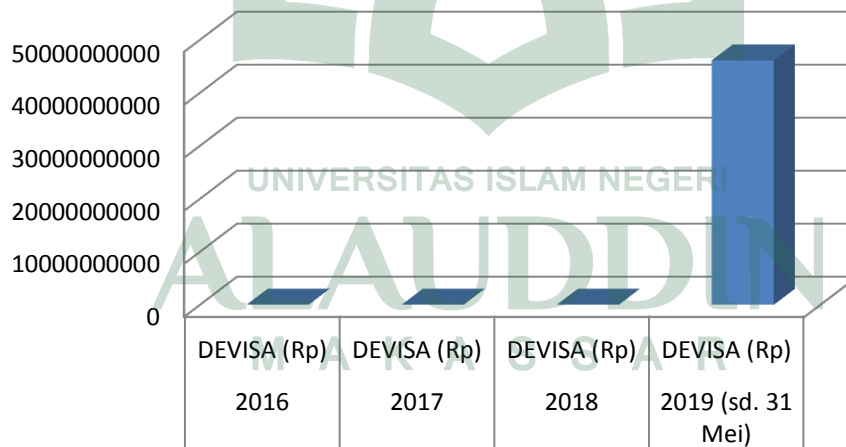 50000000000
40000000000
30000000000
20000000000
10000000000
0
UNIVERSITAS ISLAM NEGERI
ALAUDDIN
M A K A S S A R
DEVISA (Rp) DEVISA (Rp) DEVISA (Rp) DEVISA (Rp)
2016 2017 2018 2019 (sd. 31
Mei)